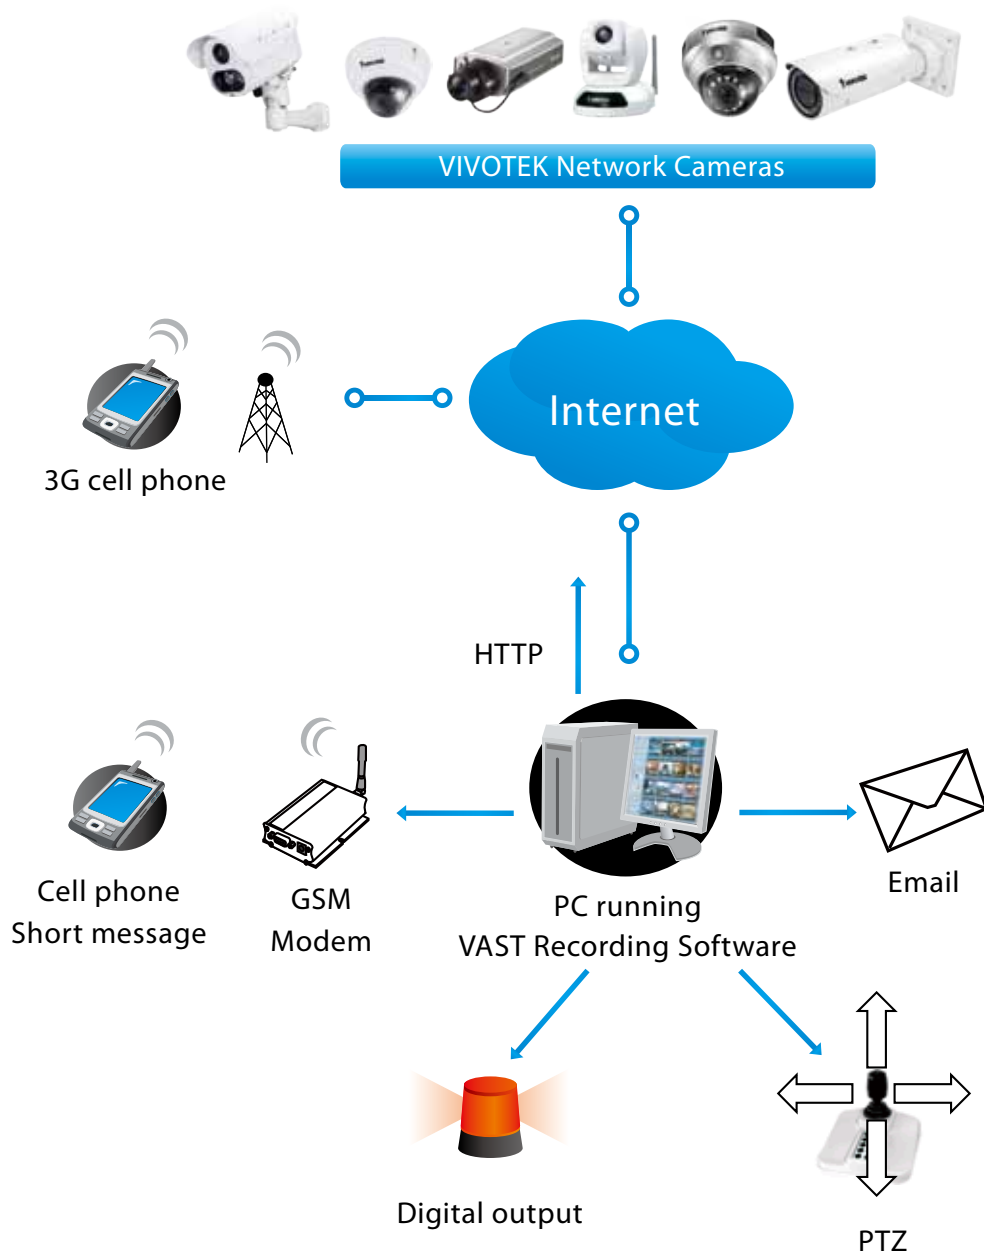 VIVOTEK Network Cameras
Internet
3G cell phone
HTTP
Cell phone
Short message
GSM
Modem
PC running
VAST Recording Software
Email
Digital output
PTZ